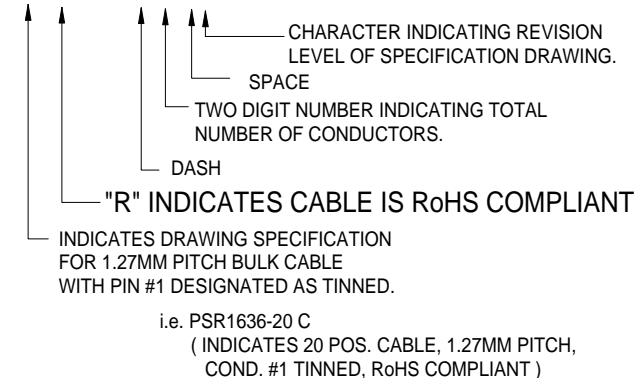 CHARACTER INDICATING REVISION
LEVEL OF SPECIFICATION DRAWING.
SPACE
TWO DIGIT NUMBER INDICATING TOTAL
NUMBER OF CONDUCTORS.
DASH
"R" INDICATES CABLE IS RoHS COMPLIANT
INDICATES DRAWING SPECIFICATION
FOR 1.27MM PITCH BULK CABLE
WITH PIN #1 DESIGNATED AS TINNED.
i.e. PSR1636-20 C
( INDICATES 20 POS. CABLE, 1.27MM PITCH,
COND. #1 TINNED, RoHS COMPLIANT )